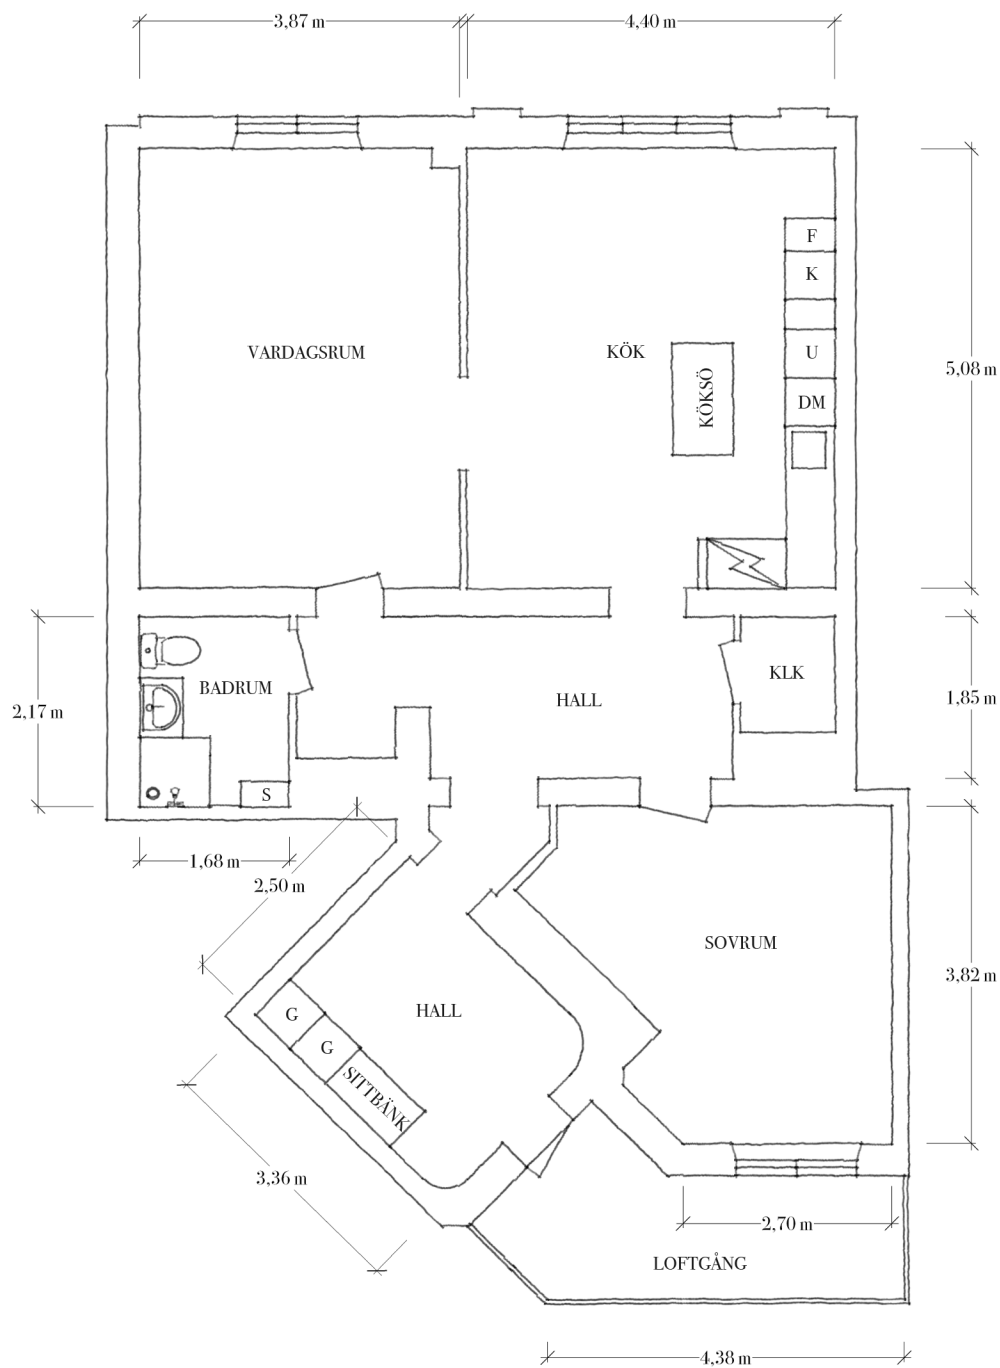 3,87 m
4,40 m
F
K
VARDAGSRUM
KÖK
U
5,08 m
KÖKSÖ
DM
BADRUM
KLK
HALL
1,85 m
2,17 m
S
1,68 m
2,50 m
SOVRUM
3,82 m
G
HALL
G
SITTBÄNK
3,36 m
2,70 m
LOFTGÅNG
4,38 m